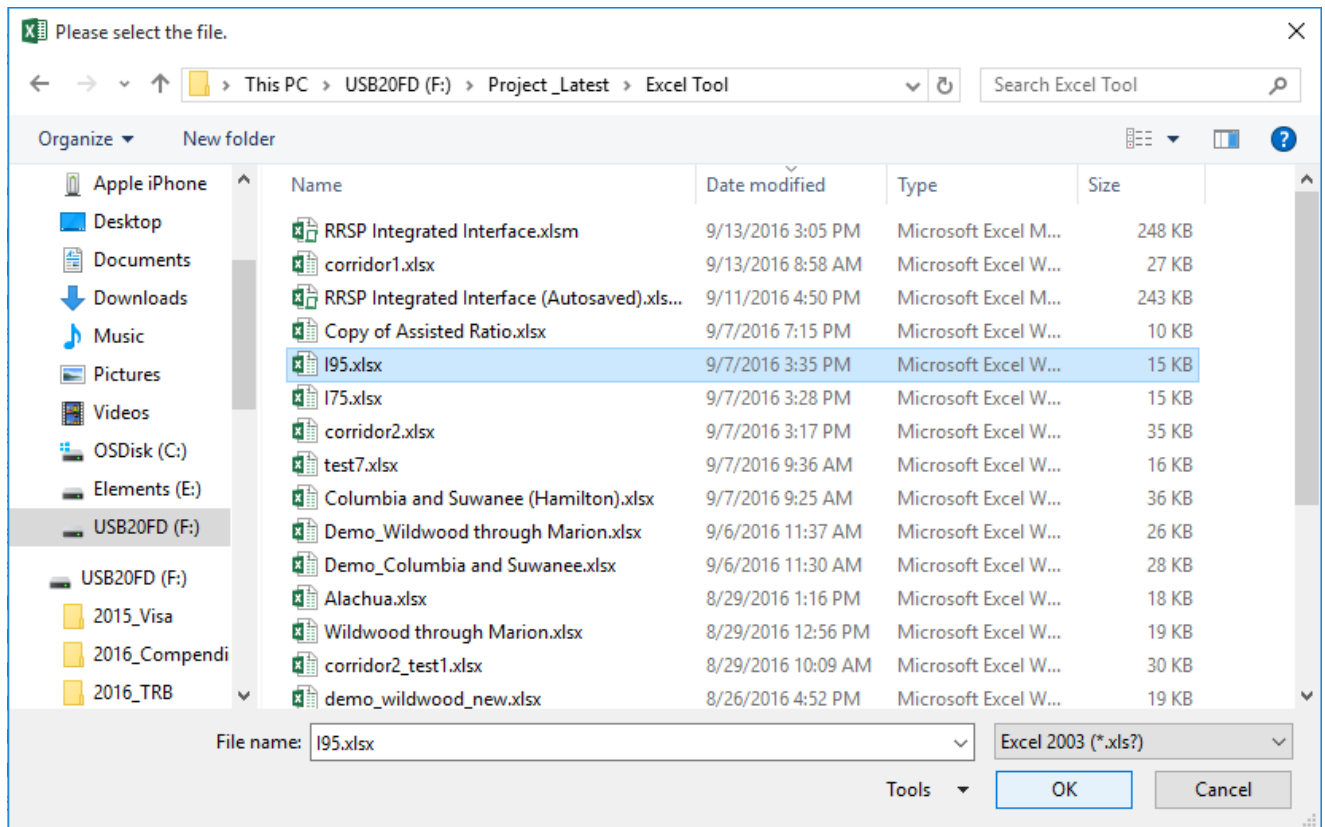 Please select the file.
This PC > USB20FD (F:) > Project _Latest > Excel Tool Search Excel Tool
Organize New folder
Apple iPhone Name Date modified Type Size
Desktop RRSP Integrated Interface.xlsm 9/13/2016 3:05 PM Microsoft Excel M... 248 KB
Documents corridor1.xlsx 9/13/2016 8:58 AM Microsoft Excel W... 27 KB
Downloads RRSP Integrated Interface (Autosaved).xls... 9/11/2016 4:50 PM Microsoft Excel M... 243 KB
Music Copy of Assisted Ratio.xlsx 9/7/2016 7:15 PM Microsoft Excel W... 10 KB
I95.xlsx 9/7/2016 3:35 PM Microsoft Excel W... 15 KB
Pictures I75.xlsx 9/7/2016 3:28 PM Microsoft Excel W... 15 KB
Videos corridor2.xlsx 9/7/2016 3:17 PM Microsoft Excel W... 35 KB
OSDisk (C:) test7.xlsx 9/7/2016 9:36 AM Microsoft Excel W... 16 KB
Elements (E:) Columbia and Suwanee (Hamilton).xlsx 9/7/2016 9:25 AM Microsoft Excel W... 36 KB
USB20FD (F:) Demo_Wildwood through Marion.xlsx 9/6/2016 11:37 AM Microsoft Excel W... 26 KB
USB20FD (F:) Demo_Columbia and Suwanee.xlsx 9/6/2016 11:30 AM Microsoft Excel W... 28 KB
2015_Visa Alachua.xlsx 8/29/2016 1:16 PM Microsoft Excel W... 18 KB
Wildwood through Marion.xlsx 8/29/2016 12:56 PM Microsoft Excel W... 19 KB
2016_Compendi corridor2_test1.xlsx 8/29/2016 10:09 AM Microsoft Excel W... 30 KB
2016_TRB demo_wildwood_new.xlsx 8/26/2016 4:52 PM Microsoft Excel W... 19 KB
File name: I95.xlsx Excel 2003 (*.xls?)
Tools OK Cancel